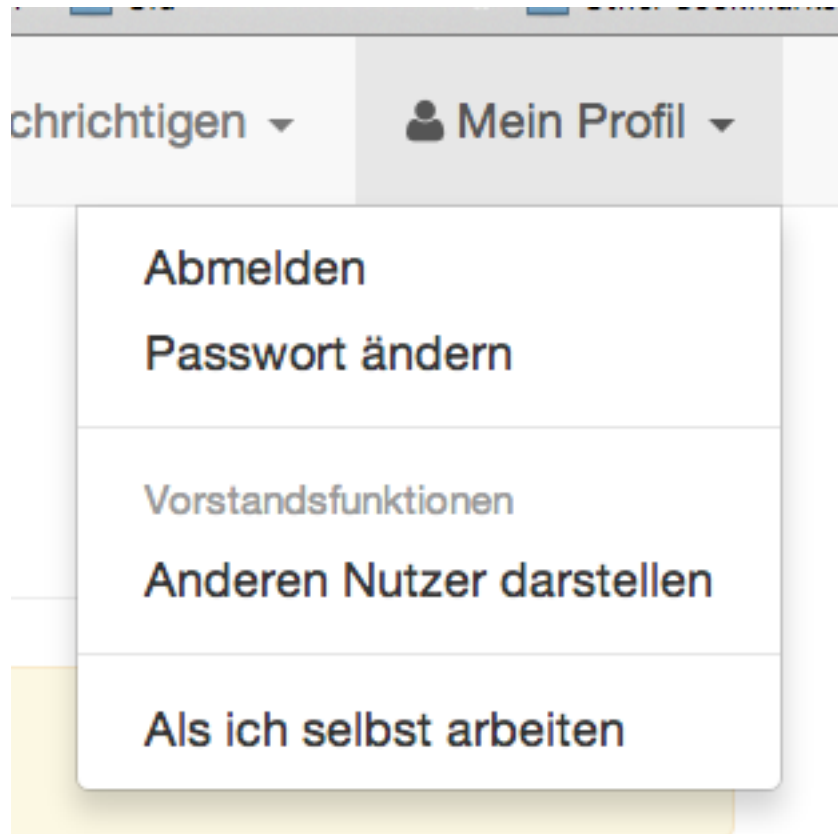 chrichtigen
Mein Profil
Abmelden
Passwort ändern
Vorstandsfunktionen
Anderen Nutzer darstellen
Als ich selbst arbeiten